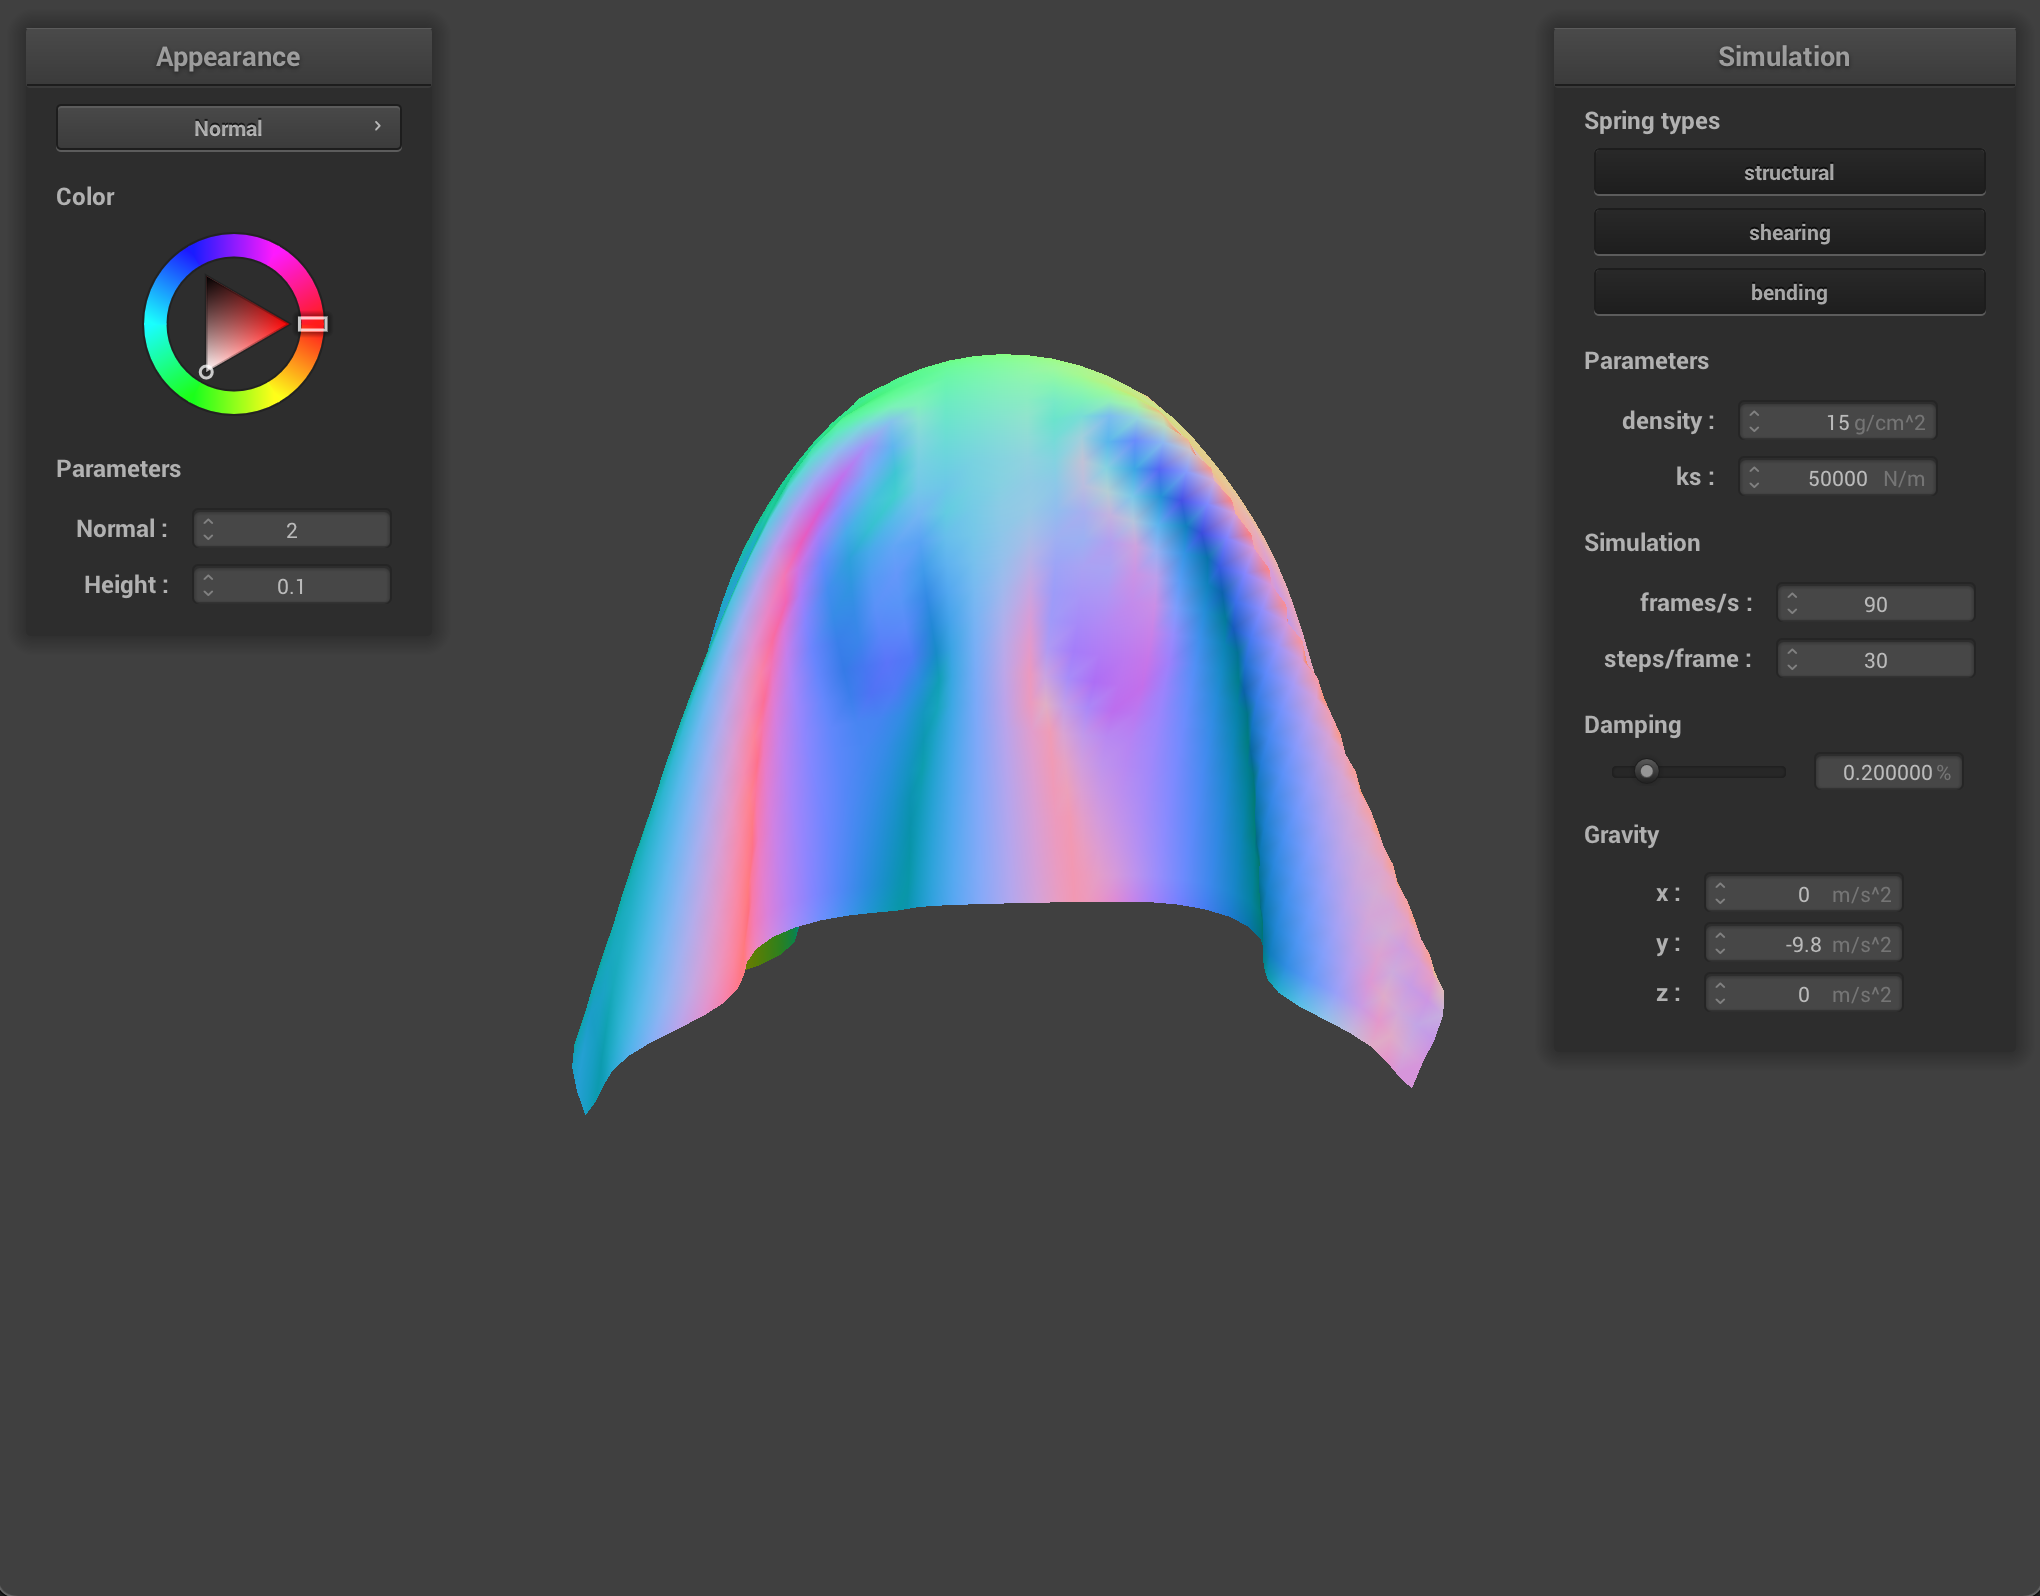 Appearance
Normal
Color
Parameters
Normal : 2
Height : 0.1
Simulation
Spring types
structural
shearing
bending
Parameters
density : 15 g/cm^2
ks : 50000 N/m
Simulation
frames/s : 90
steps/frame : 30
Damping
0.200000 %
Gravity
x : 0 m/s^2
y : -9.8 m/s^2
z : 0 m/s^2